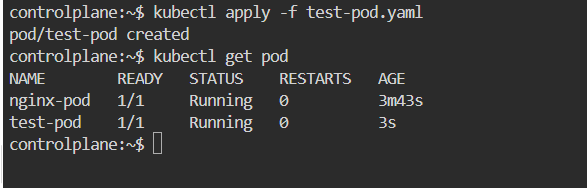 controlplane:~$ kubectl apply -f test-pod.yaml
pod/test-pod created
controlplane:~$ kubectl get pod
NAME        READY   STATUS    RESTARTS   AGE
nginx-pod   1/1     Running   0          3m43s
test-pod    1/1     Running   0          3s
controlplane:~$